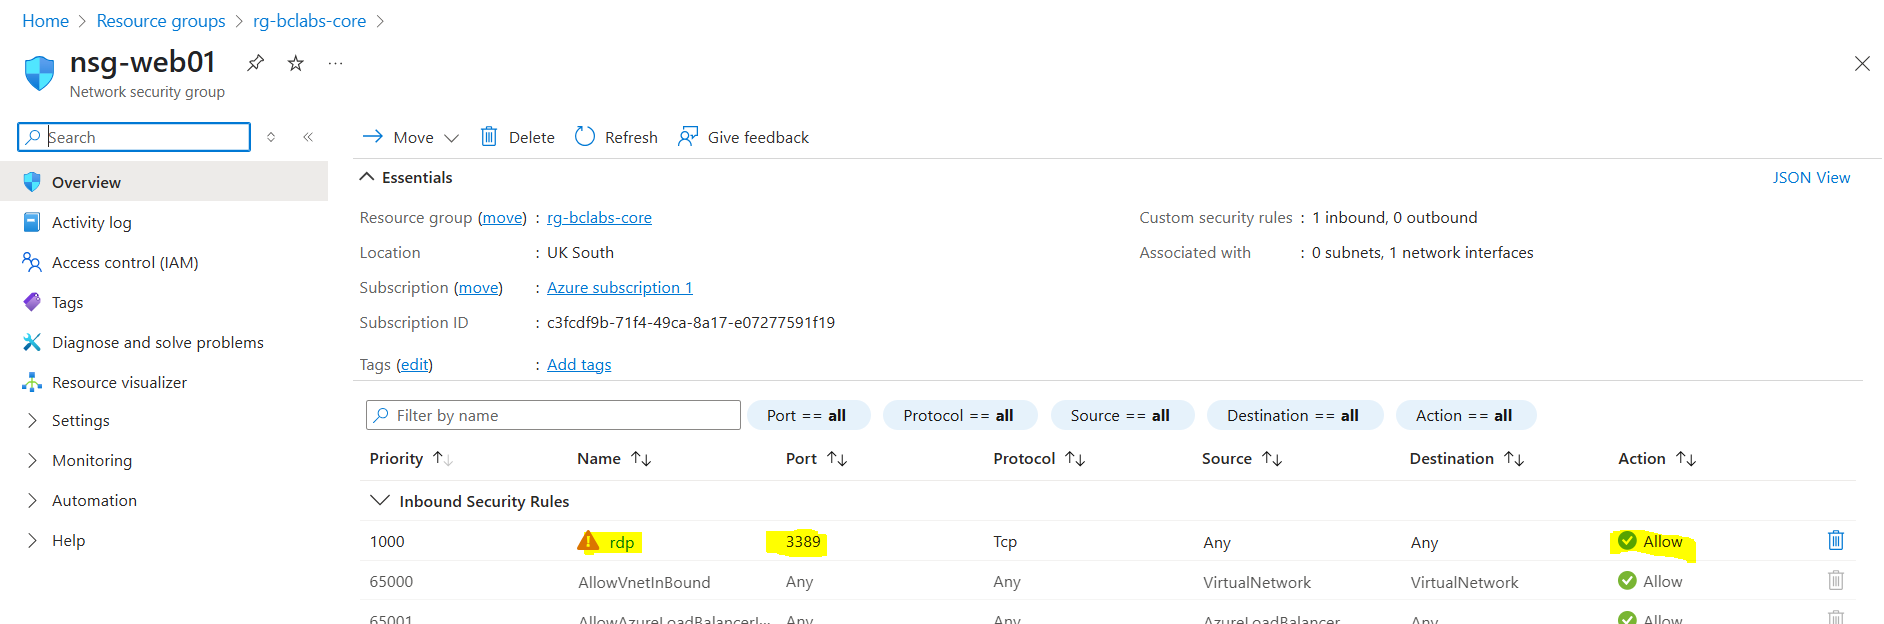 Home > Resource groups > rg-bclabs-core >
nsg-web01
Network security group
Search
Move Delete Refresh Give feedback
Overview
Activity log
Access control (IAM)
Tags
Diagnose and solve problems
Resource visualizer
Settings
Monitoring
Automation
Help
Essentials JSON View
Resource group (move) : rg-bclabs-core
Location : UK South
Subscription (move) : Azure subscription 1
Subscription ID : c3fcdf9b-71f4-49ca-8a17-e07277591f19
Tags (edit) : Add tags
Custom security rules : 1 inbound, 0 outbound
Associated with : 0 subnets, 1 network interfaces
Filter by name Port == all Protocol == all Source == all Destination == all Action == all
Priority Name Port Protocol Source Destination Action
Inbound Security Rules
1000 rdp 3389 Tcp Any Any Allow
65000 AllowVnetInBound Any Any VirtualNetwork VirtualNetwork Allow
65001 AllowAzureLoadBalancerI... Any Any AzureLoadBalancer Any Allow